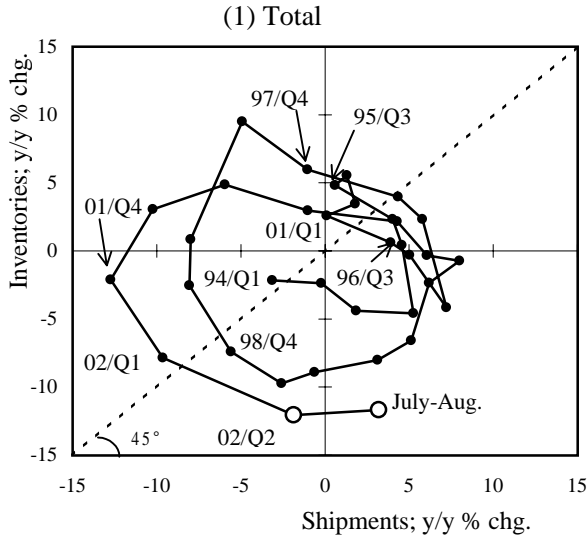 (1) Total
Inventories; y/y % chg.
15
10
5
0
-5
-10
-15
97/Q4
95/Q3
01/Q4
01/Q1
94/Q1
96/Q3
98/Q4
02/Q1
July-Aug.
02/Q2
45°
-15
-10
-5
0
5
10
15
Shipments; y/y % chg.